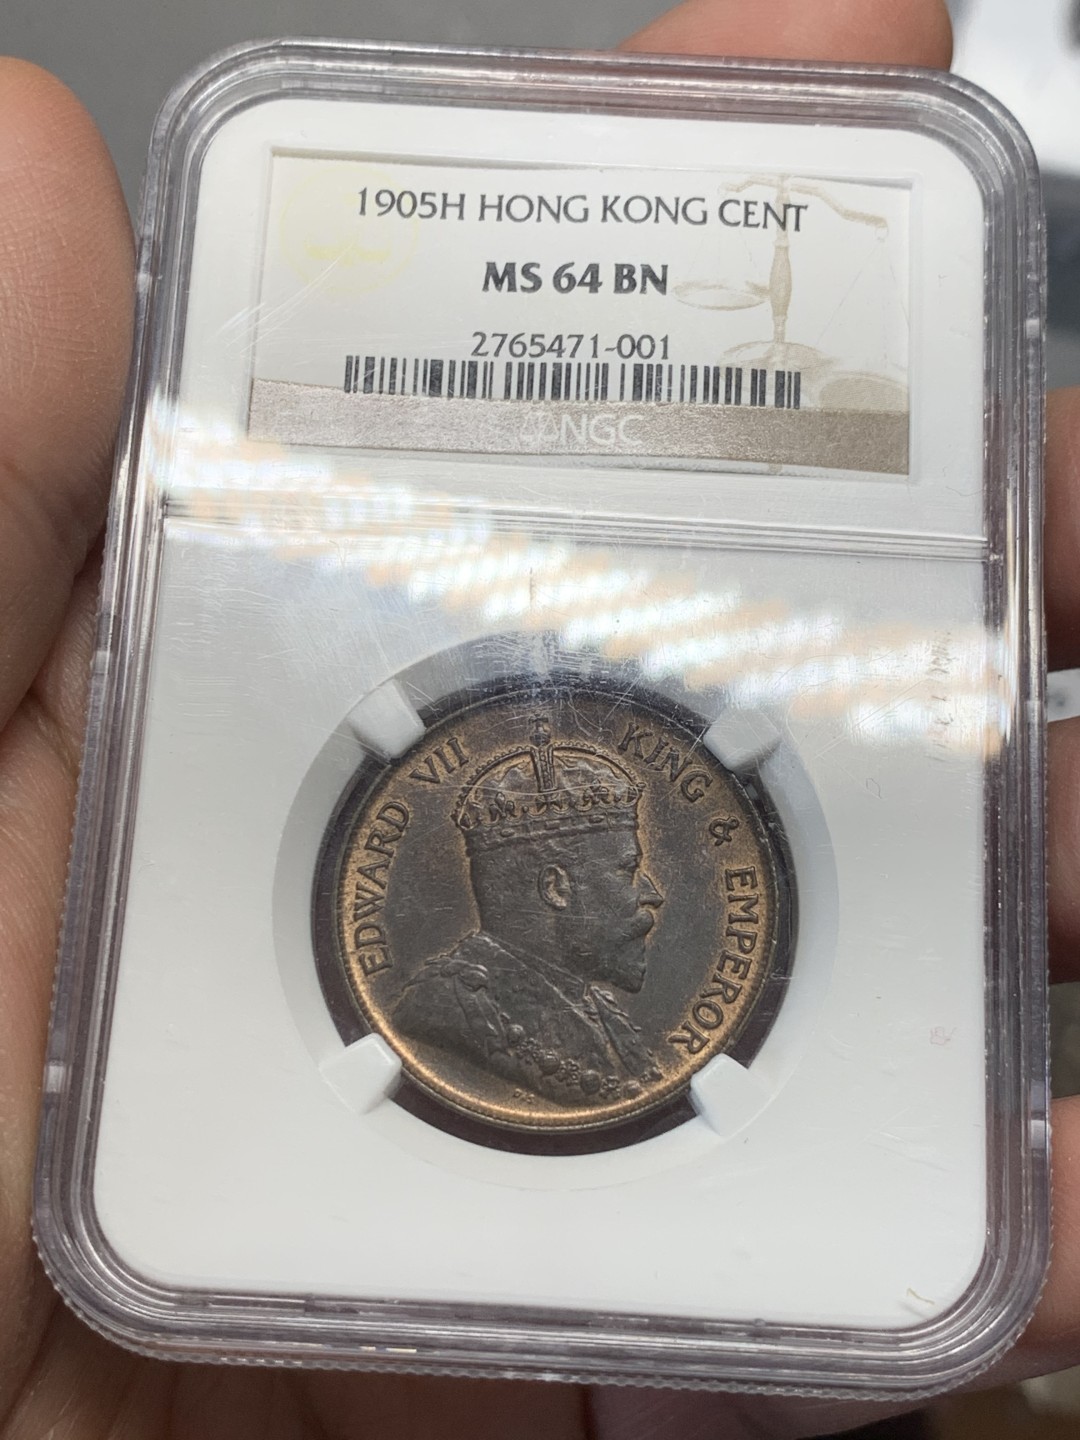 1905H HONG KONG CENT
MS 64 BN
2765471-001
NGC
EDWARD VII KING & EMPEROR